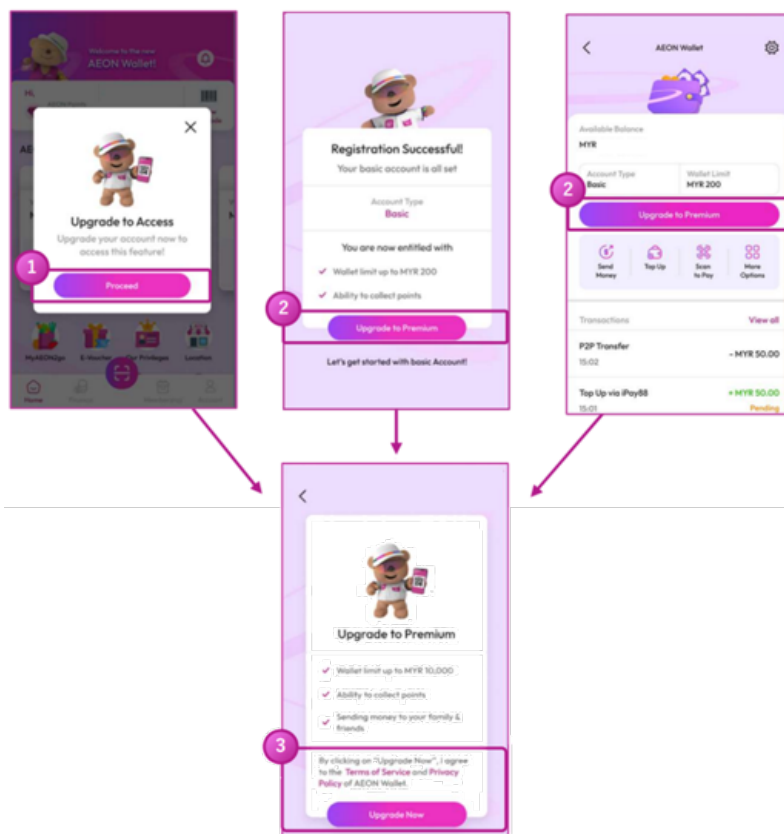 Welcome to the new
AEON Wallet!
Hi,
AEON Points
Upgrade to Access
Upgrade your account now to
access this feature!
1
Proceed
MyAEON2go
E-Voucher
Our Privileges
Location
Home
Account
2
Registration Successful!
Your basic account is all set
Account Type
Basic
You are now entitled with
Wallet limit up to MYR 200
Ability to collect points
Upgrade to Premium
Let's get started with basic Account!
AEON Wallet
Available Balance
MYR
Account Type
Basic
Wallet Limit
MYR 200
2
Upgrade to Premium
Send
Money
Top Up
Scan
to Pay
More
Options
Transactions
View all
P2P Transfer
15:02
- MYR 50.00
Top Up via iPay88
15:01
+ MYR 50.00
Pending
Upgrade to Premium
Wallet limit up to MYR 10,000
Ability to collect points
Sending money to your family &
friends
3
By clicking on "Upgrade Now", I agree
to the Terms of Service and Privacy
Policy of AEON Wallet.
Upgrade Now